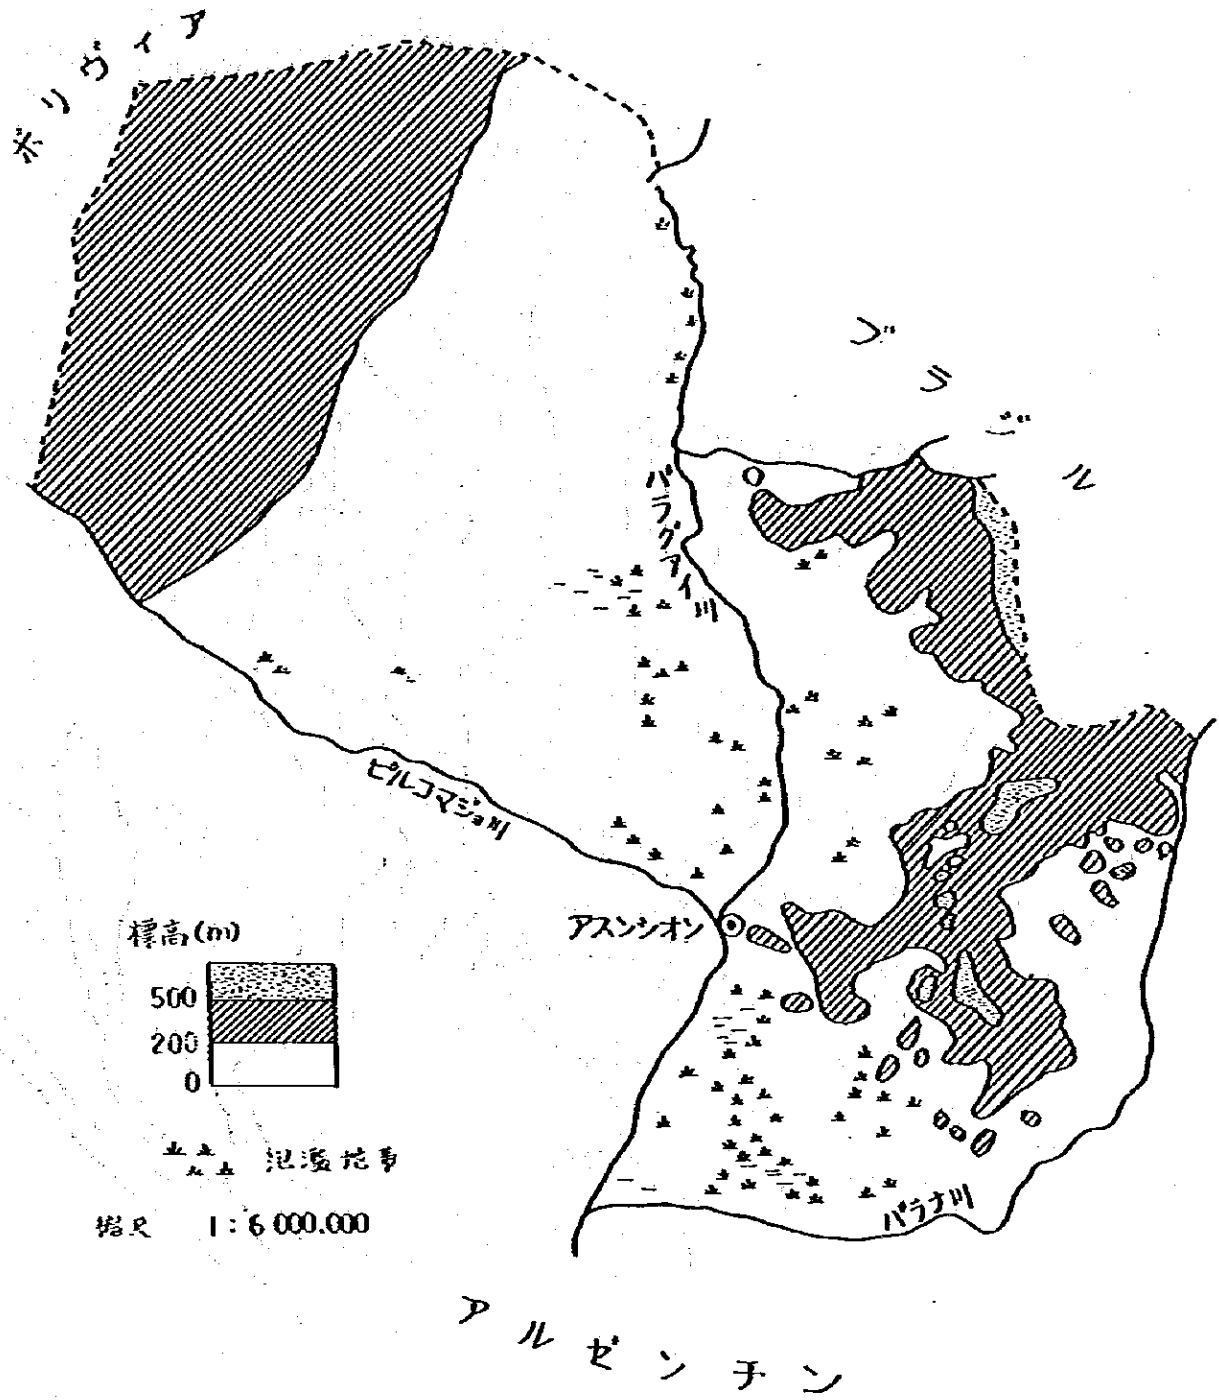 ボリヴィア
ブラジル
パラグアイ川
ピルコマジョ川
アスンシオン
標高(m)
500
200
0
氾濫地帯
縮尺 1:6 000.000
パラナ川
アルゼンチン